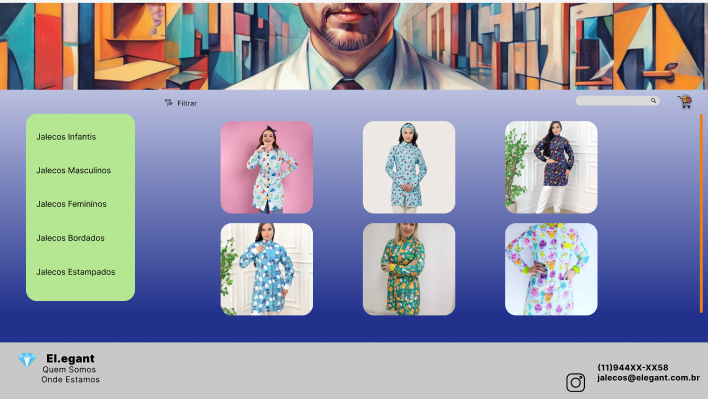 Filtrar
Jalecos Infantis
Jalecos Masculinos
Jalecos Femininos
Jalecos Bordados
Jalecos Estampados
El.egant
Quem Somos
Onde Estamos
(11)944XX-XX58
jalecos@elegant.com.br